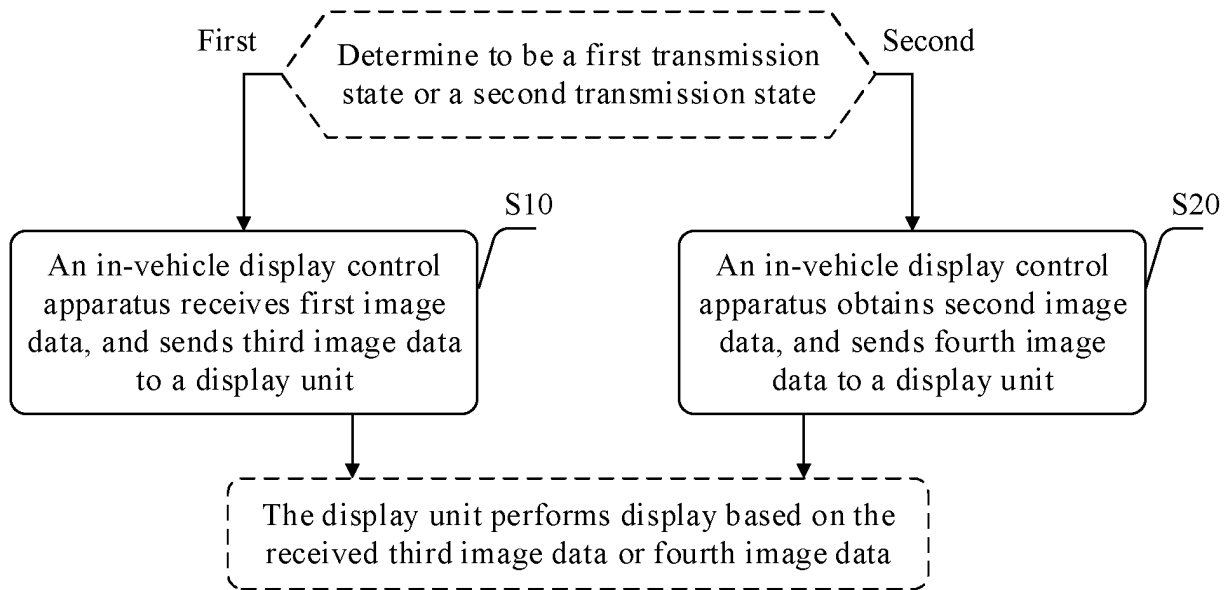 First
Second
Determine to be a first transmission
state or a second transmission state
S10
S20
An in-vehicle display control
apparatus receives first image
data, and sends third image data
to a display unit
An in-vehicle display control
apparatus obtains second image
data, and sends fourth image
data to a display unit
The display unit performs display based on the
received third image data or fourth image data